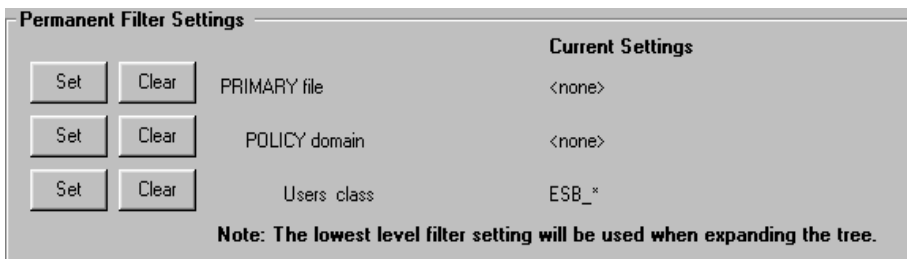 Permanent Filter Settings
Current Settings
Set Clear PRIMARY file <none>
Set Clear POLICY domain <none>
Set Clear Users class ESB_*
Note: The lowest level filter setting will be used when expanding the tree.